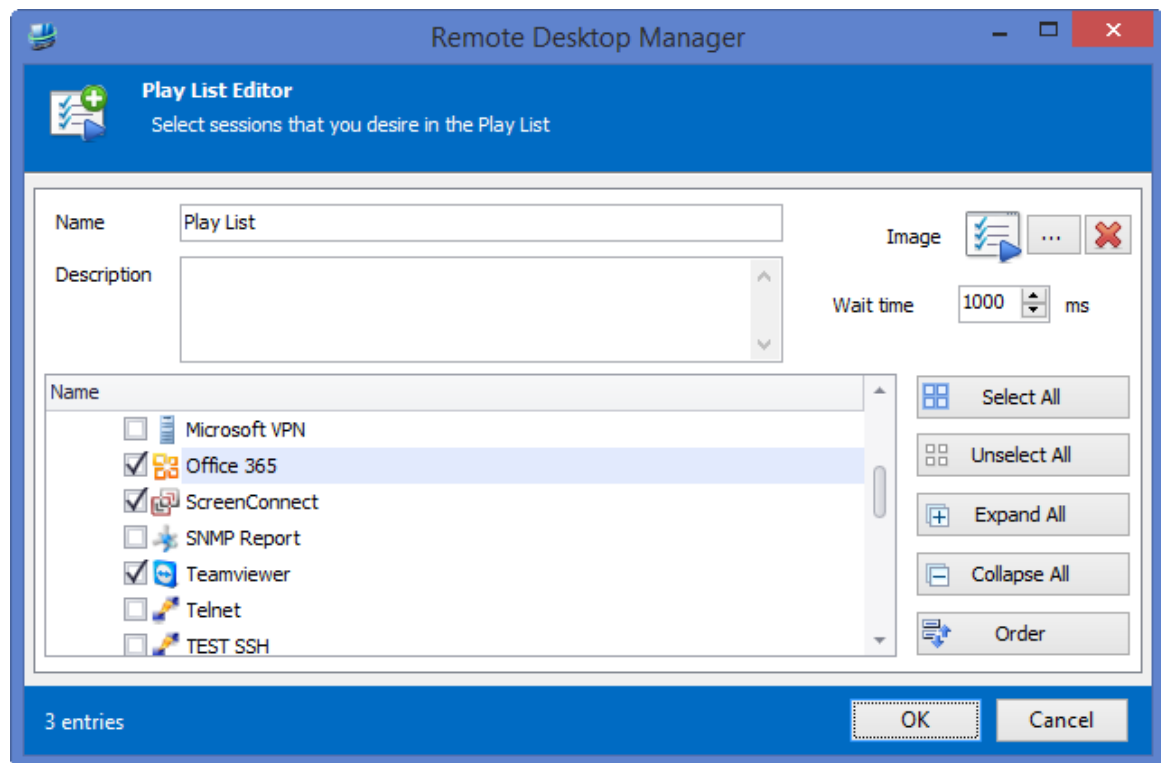 Remote Desktop Manager
Play List Editor
Select sessions that you desire in the Play List
Name
Play List
Image
...
Description
Wait time
1000
ms
Name
Microsoft VPN
Office 365
ScreenConnect
SNMP Report
Teamviewer
Telnet
TEST SSH
Select All
Unselect All
Expand All
Collapse All
Order
3 entries
OK
Cancel